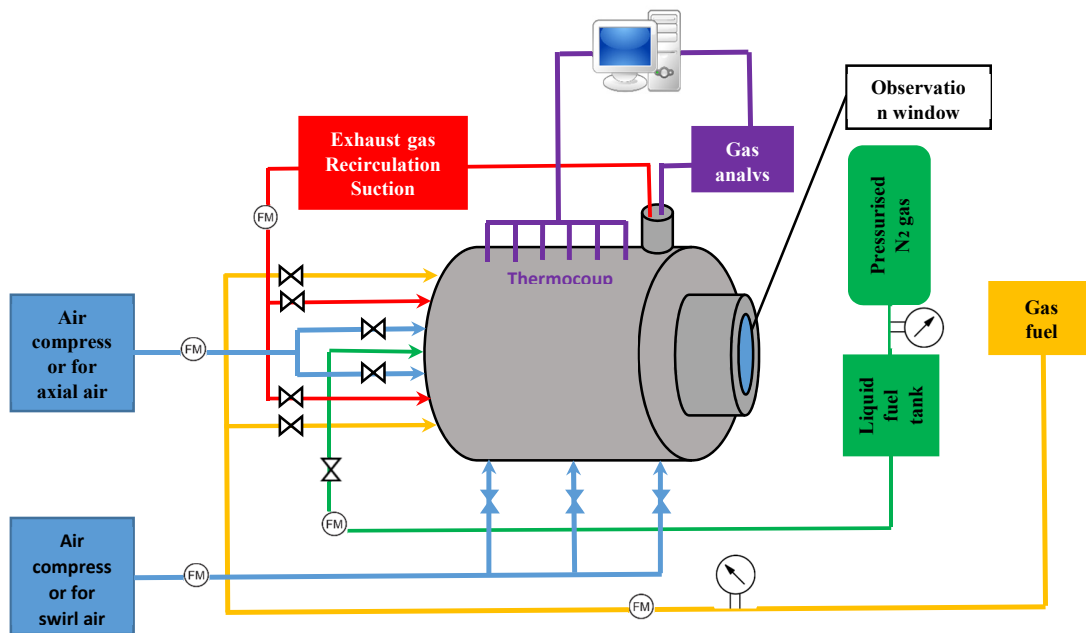 Observatio
n window
Exhaust gas
Recirculation
Suction
Gas
analys
Pressurised
N2 gas
FM
Thermocoup
Gas
fuel
Air
compress
or for
axial air
FM
Liquid
fuel
tank
FM
Air
compress
or for
swirl air
FM
FM